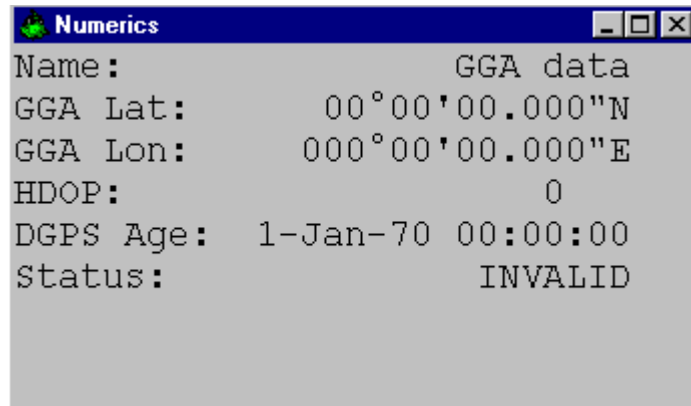 Numerics
Name: GGA data
GGA Lat: 00°00'00.000"N
GGA Lon: 000°00'00.000"E
HDOP: 0
DGPS Age: 1-Jan-70 00:00:00
Status: INVALID